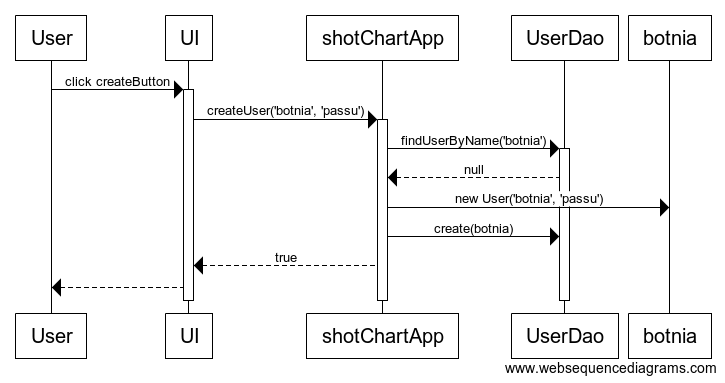 User UI shotChartApp UserDao botnia
click createButton
createUser('botnia', 'passu')
findUserByName('botnia')
null
new User('botnia', 'passu')
create(botnia)
true
User UI shotChartApp UserDao botnia
www.websequencediagrams.com